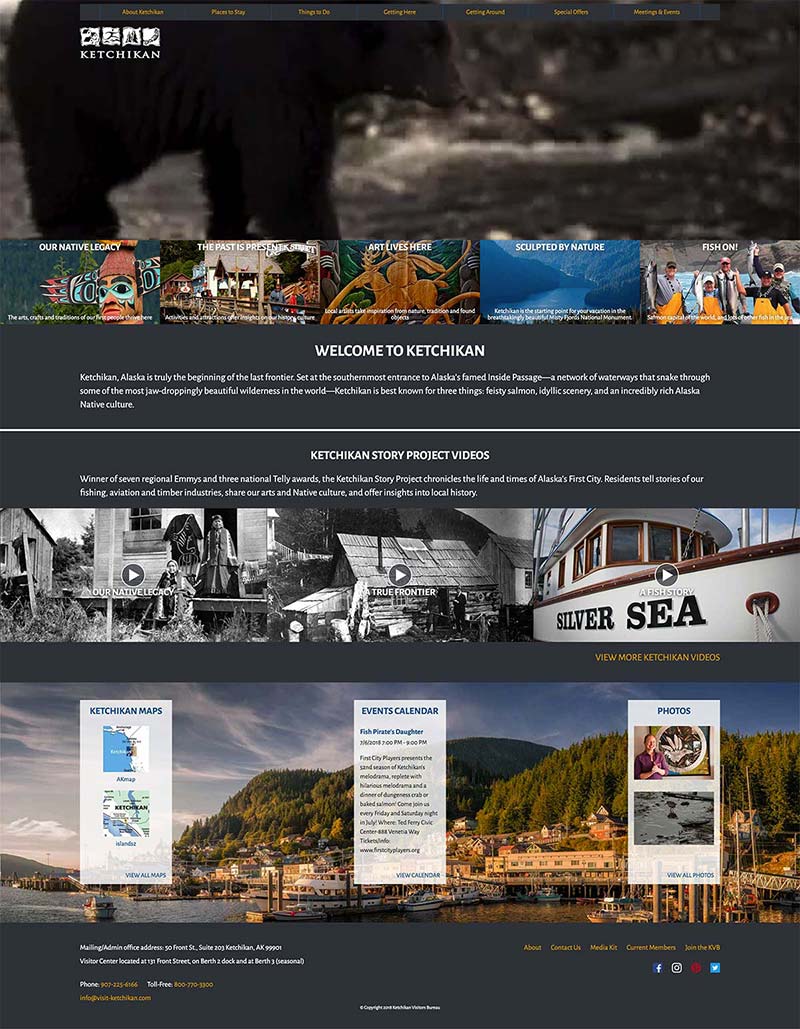 About Ketchikan Places to Stay Things to Do Getting Here Getting Around Special Offers Meetings & Events
KETCHIKAN
OUR NATIVE LEGACY
The arts, crafts and traditions of our first people thrive here
THE PAST IS PRESENT
Activities and attractions offer insights on our history culture
ART LIVES HERE
Local artists take inspiration from nature, tradition and found
objects
SCULPTED BY NATURE
Ketchikan is the starting point for your vacation in the
breathtakingly beautiful Misty Fjords National Monument
FISH ON!
Salmon capital of the world, and lots of other fish in the sea
WELCOME TO KETCHIKAN
Ketchikan, Alaska is truly the beginning of the last frontier. Set at the southernmost entrance to Alaska's famed Inside Passage—a network of waterways that snake through
some of the most jaw-droppingly beautiful wilderness in the world—Ketchikan is best known for three things: feisty salmon, idyllic scenery, and an incredibly rich Alaska
Native culture.
KETCHIKAN STORY PROJECT VIDEOS
Winner of seven regional Emmys and three national Telly awards, the Ketchikan Story Project chronicles the life and times of Alaska's First City. Residents tell stories of our
fishing, aviation and timber industries, share our arts and Native culture, and offer insights into local history.
OUR NATIVE LEGACY
A TRUE FRONTIER
A FISH STORY
SILVER SEA
VIEW MORE KETCHIKAN VIDEOS
KETCHIKAN MAPS
Ketchik
AKmap
KETCHIKAN
islands2
VIEW ALL MAPS
EVENTS CALENDAR
Fish Pirate's Daughter
7/6/2018 7:00 PM - 9:00 PM
First City Players presents the
52nd season of Ketchikan's
melodrama, replete with
hilarious melodrama and a
dinner of dungeness crab or
baked salmon! Come join us
every Friday and Saturday night
in July! Where: Ted Ferry Civic
Center-888 Venetia Way
Tickets/Info:
www.firstcityplayers.org
VIEW CALENDAR
PHOTOS
VIEW ALL PHOTOS
Mailing/Admin office address: 50 Front St., Suite 203 Ketchikan, AK 99901
Visitor Center located at 131 Front Street, on Berth 2 dock and at Berth 3 (seasonal)
Phone: 907-225-6166 Toll-Free: 800-770-3300
info@visit-ketchikan.com
About Contact Us Media Kit Current Members Join the KVB
© Copyright 2018 Ketchikan Visitors Bureau